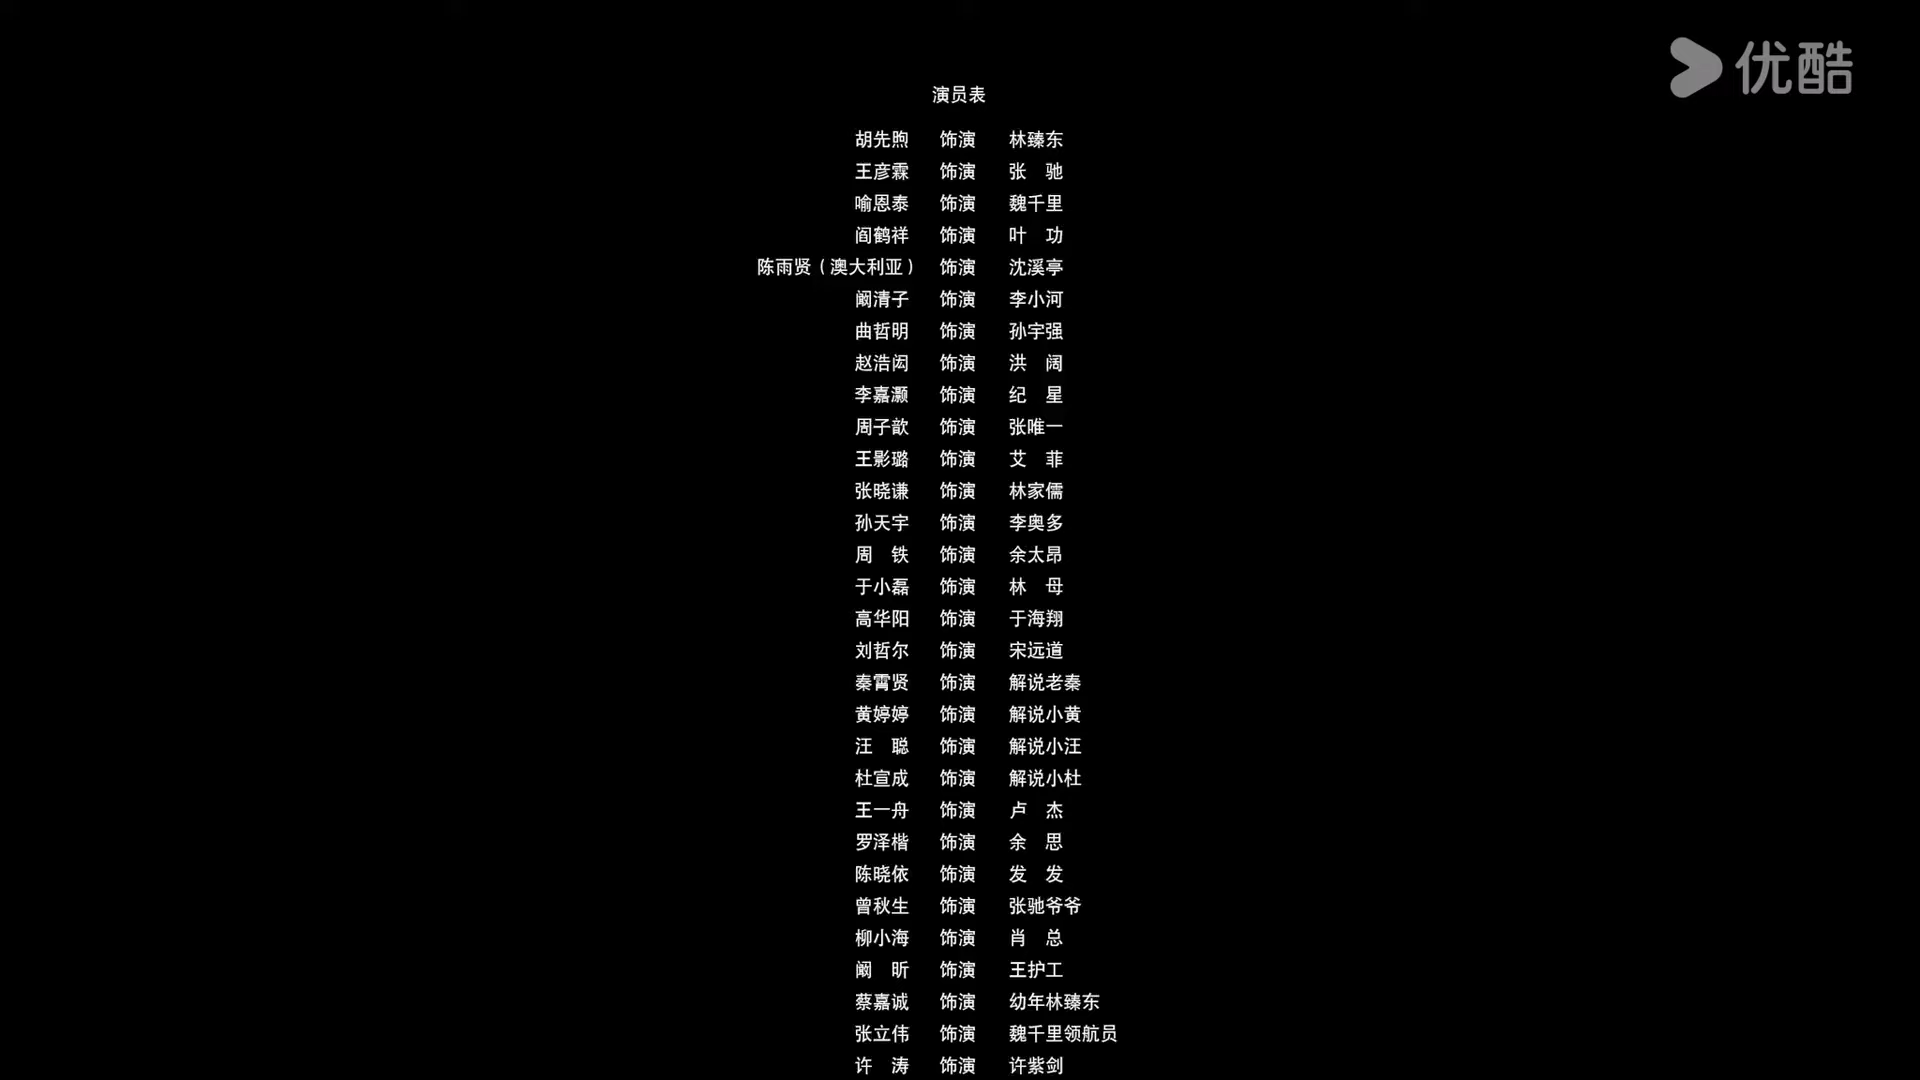 优酷
演员表
胡先煦 饰演 林臻东
王彦霖 饰演 张 驰
喻恩泰 饰演 魏千里
阎鹤祥 饰演 叶 功
陈雨贤（澳大利亚） 饰演 沈溪亭
阚清子 饰演 李小河
曲哲明 饰演 孙宇强
赵浩闳 饰演 洪 阔
李嘉灏 饰演 纪 星
周子歆 饰演 张唯一
王影璐 饰演 艾 菲
张晓谦 饰演 林家儒
孙天宇 饰演 李奥多
周 铁 饰演 余太昂
于小磊 饰演 林 母
高华阳 饰演 于海翔
刘哲尔 饰演 宋远道
秦霄贤 饰演 解说老秦
黄婷婷 饰演 解说小黄
汪 聪 饰演 解说小汪
杜宣成 饰演 解说小杜
王一舟 饰演 卢 杰
罗泽楷 饰演 余 思
陈晓依 饰演 发 发
曾秋生 饰演 张驰爷爷
柳小海 饰演 肖 总
阚 昕 饰演 王护工
蔡嘉诚 饰演 幼年林臻东
张立伟 饰演 魏千里领航员
许 涛 饰演 许紫剑